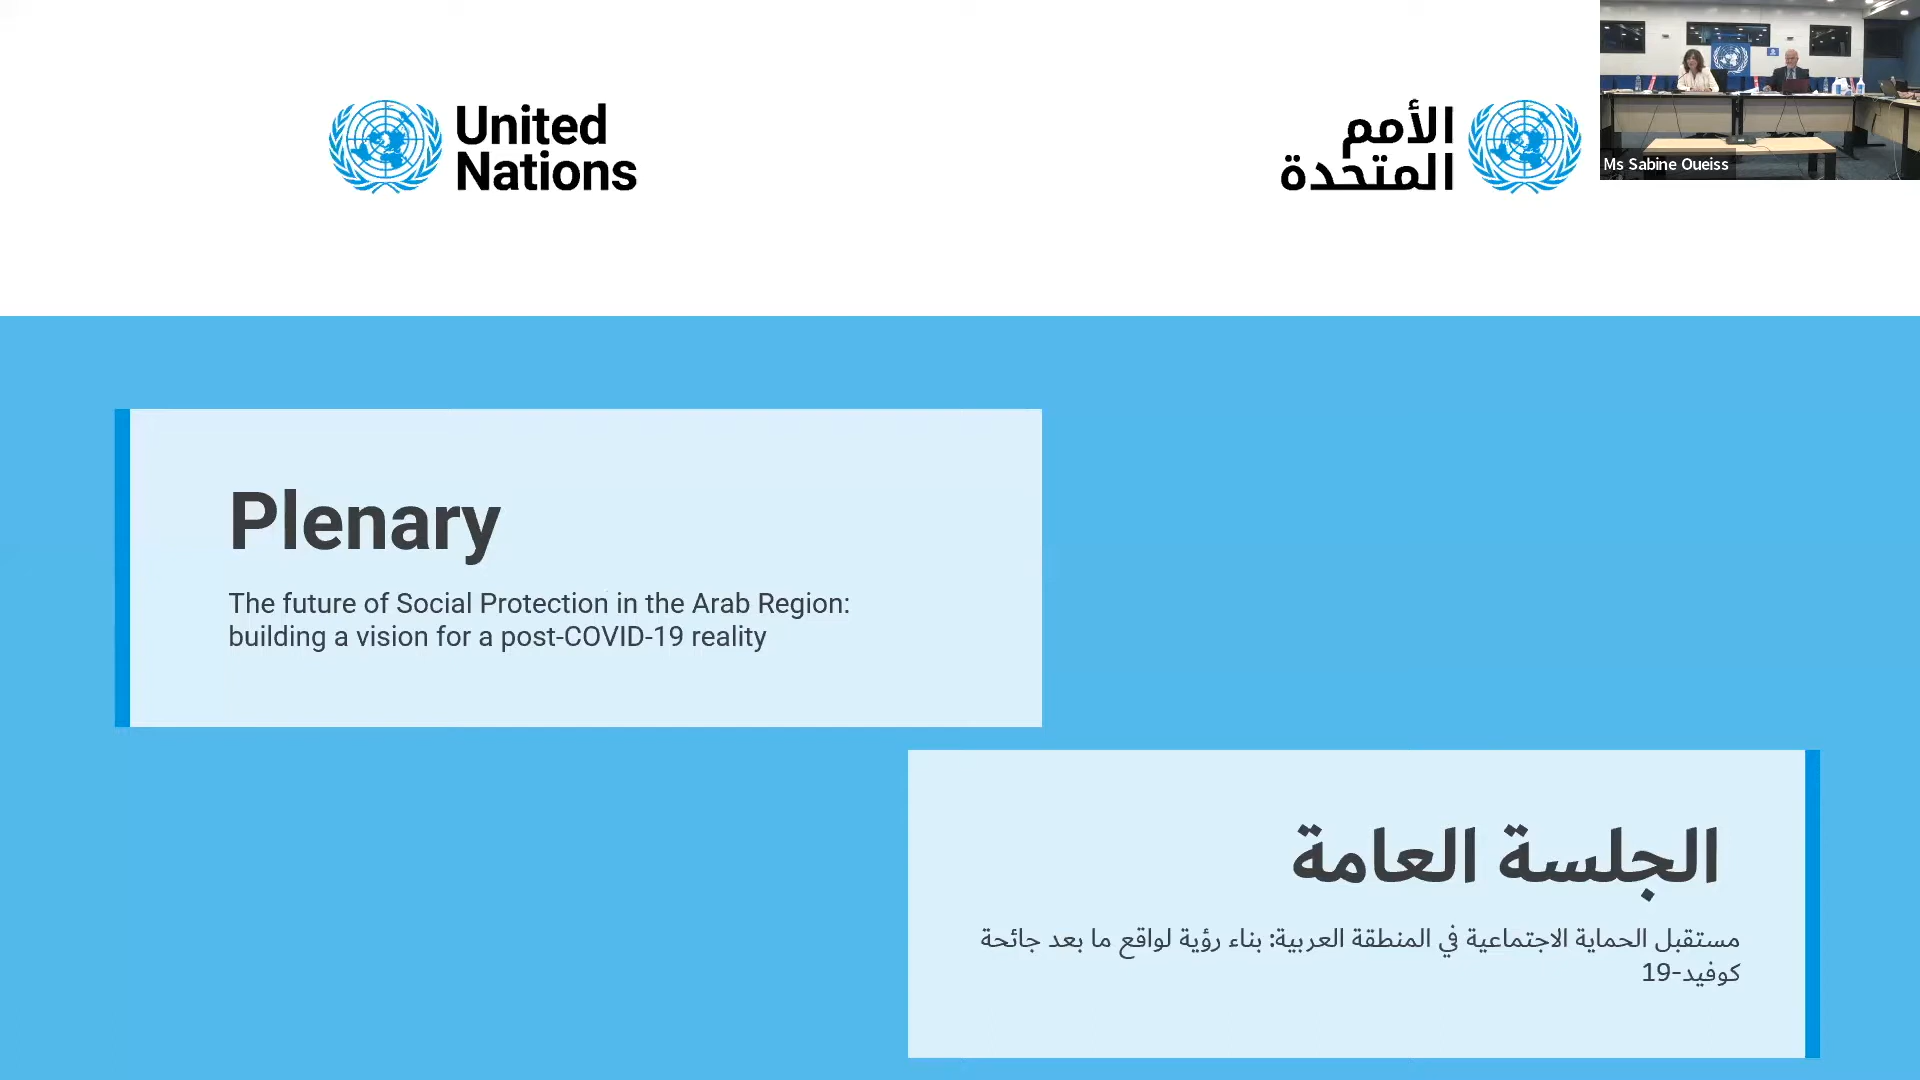 United
Nations
الأمم
المتحدة
Ms Sabine Oueiss
Plenary
The future of Social Protection in the Arab Region:
building a vision for a post-COVID-19 reality
الجلسة العامة
مستقبل الحماية الاجتماعية في المنطقة العربية: بناء رؤية لواقع ما بعد جائحة
كوفيد-19